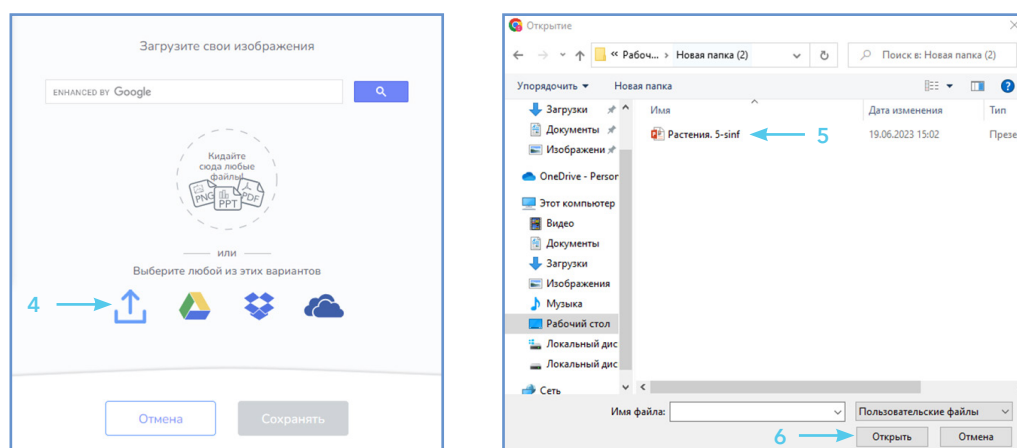 Загрузите свои изображения
ENHANCED BY Google
Кидайте
сюда любые
файлы!
PNG PPT PDF
или
Выберите любой из этих вариантов
4
Отмена Сохранять
Открытие
« Рабоч... › Новая папка (2) Поиск в: Новая папка (2)
Упорядочить Новая папка
Загрузки
Документы
Изображени
OneDrive - Person
Этот компьютер
Видео
Документы
Загрузки
Изображения
Музыка
Рабочий стол
Локальный дис
Локальный дис
Сеть
Имя Дата изменения Тип
Растения. 5-sinf 5 19.06.2023 15:02 Презе
Имя файла: Пользовательские файлы
6 Открыть Отмена